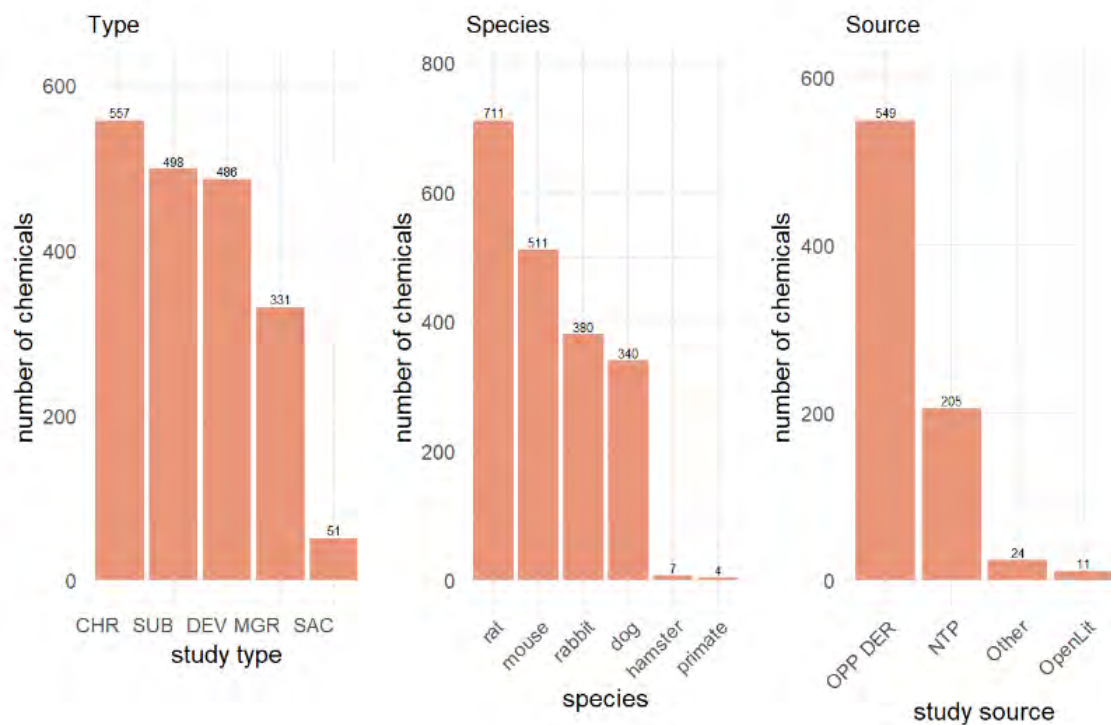 Type
number of chemicals
600
400
200
0
557
498
486
331
51
CHR SUB DEV MGR SAC
study type
Species
number of chemicals
800
600
400
200
0
711
511
380
340
7
4
rat
mouse
rabbit
dog
hamster
primate
species
Source
number of chemicals
600
400
200
0
549
205
24
11
OPP DER
NTP
Other
OpenLit
study source